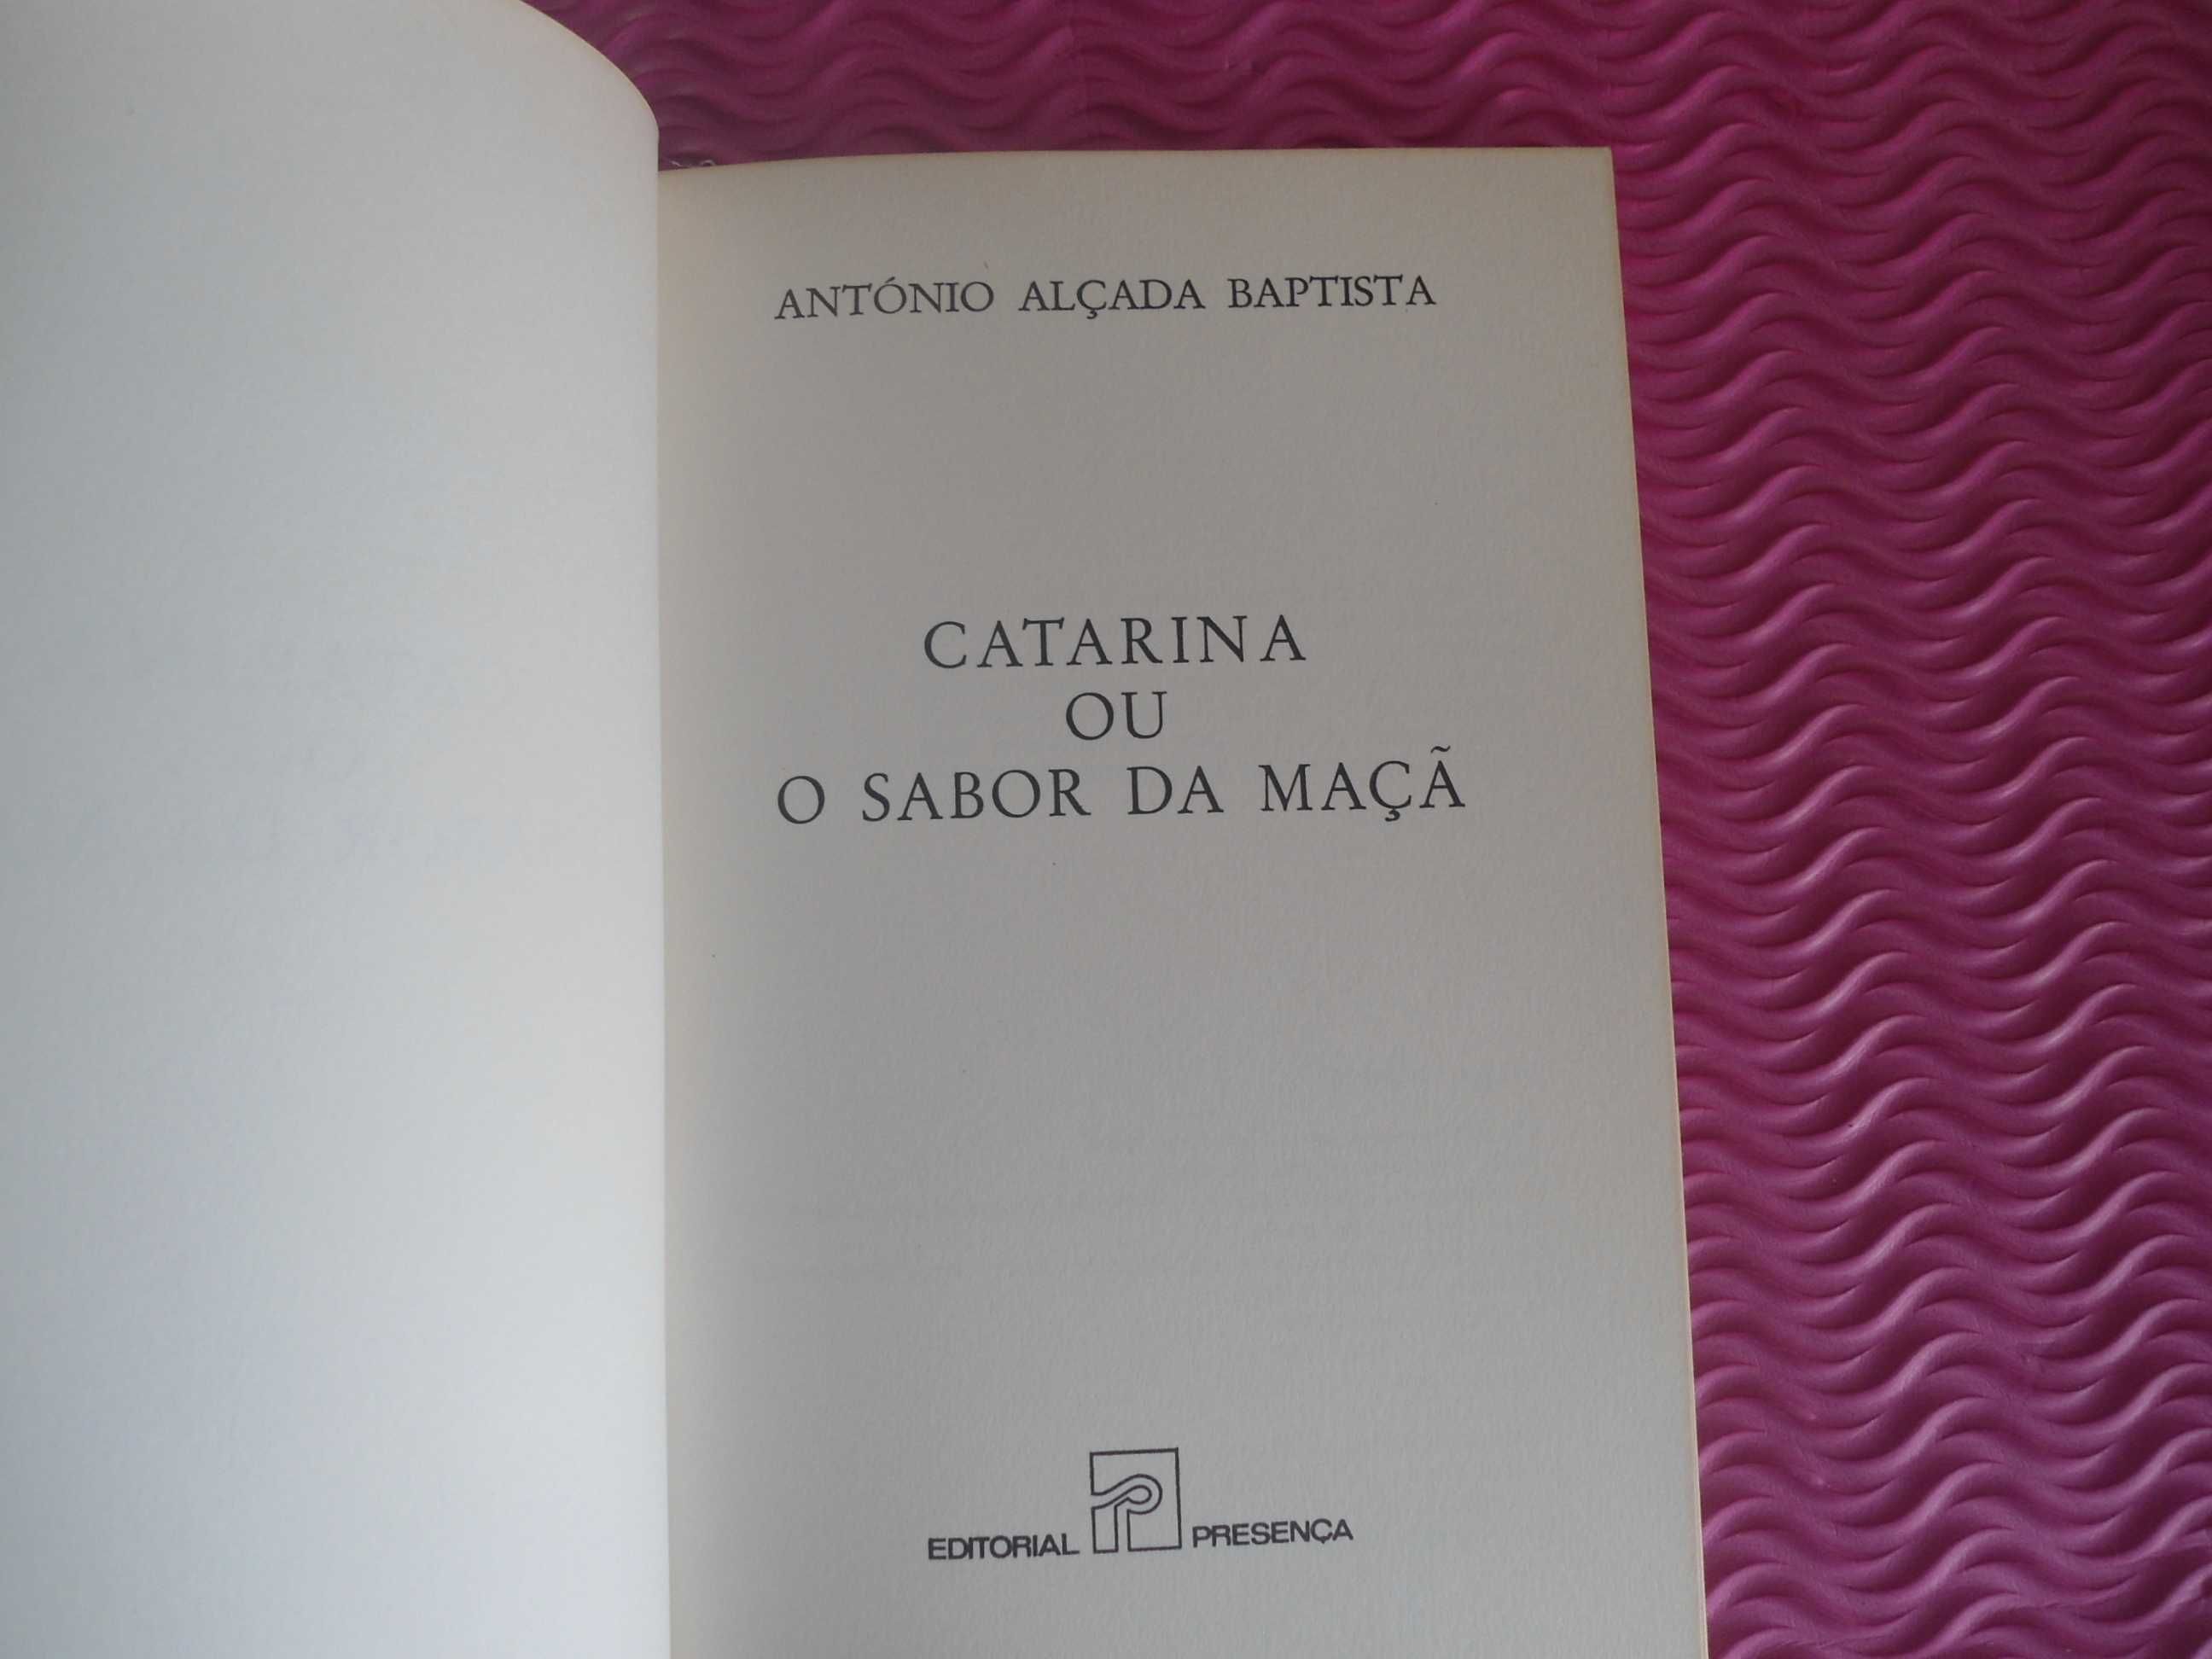 ANTÓNIO ALÇADA BAPTISTA
CATARINA
OU
O SABOR DA MAÇÃ
EDITORIAL PRESENÇA